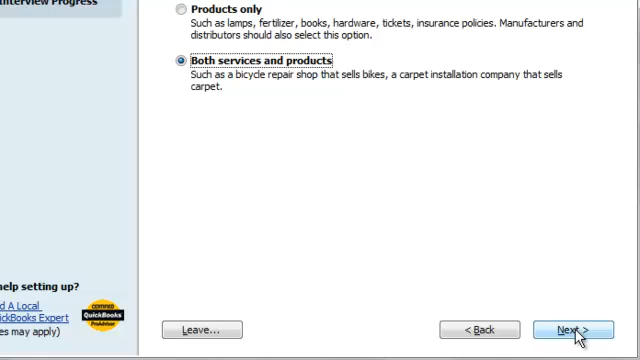 Interview Progress
Products only
Such as lamps, fertilizer, books, hardware, tickets, insurance policies. Manufacturers and
distributors should also select this option.
Both services and products
Such as a bicycle repair shop that sells bikes, a carpet installation company that sells
carpet.
help setting up?
d A Local
ickBooks Expert
es may apply)
CERTIFIED
QuickBooks
ProAdvisor
Leave...
< Back
Next >